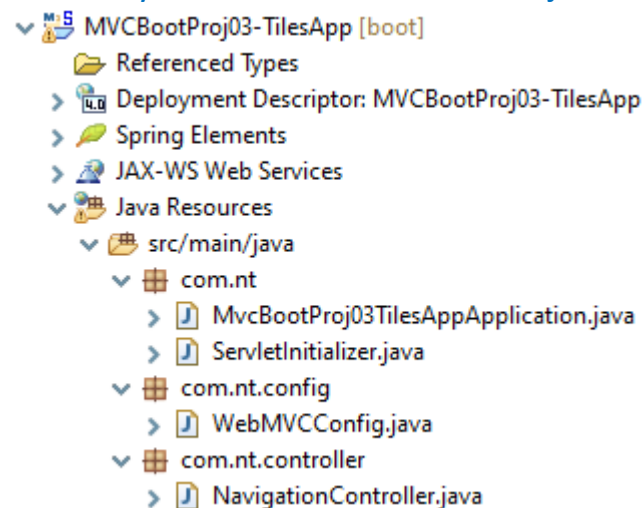 MVCBootProj03-TilesApp [boot]
Referenced Types
Deployment Descriptor: MVCBootProj03-TilesApp
Spring Elements
JAX-WS Web Services
Java Resources
src/main/java
com.nt
MvcBootProj03TilesAppApplication.java
ServletInitializer.java
com.nt.config
WebMVCConfig.java
com.nt.controller
NavigationController.java